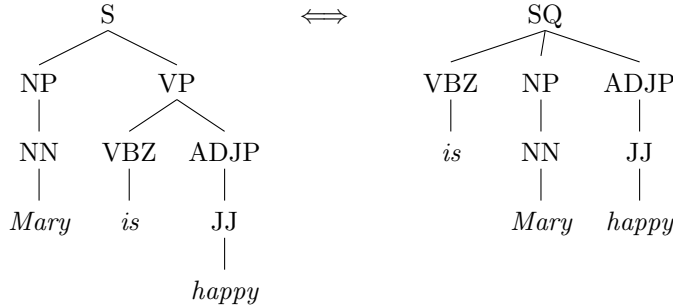 S ⟺ SQ
NP VP VBZ NP ADJP
NN VBZ ADJP is NN JJ
Mary is JJ Mary happy
happy